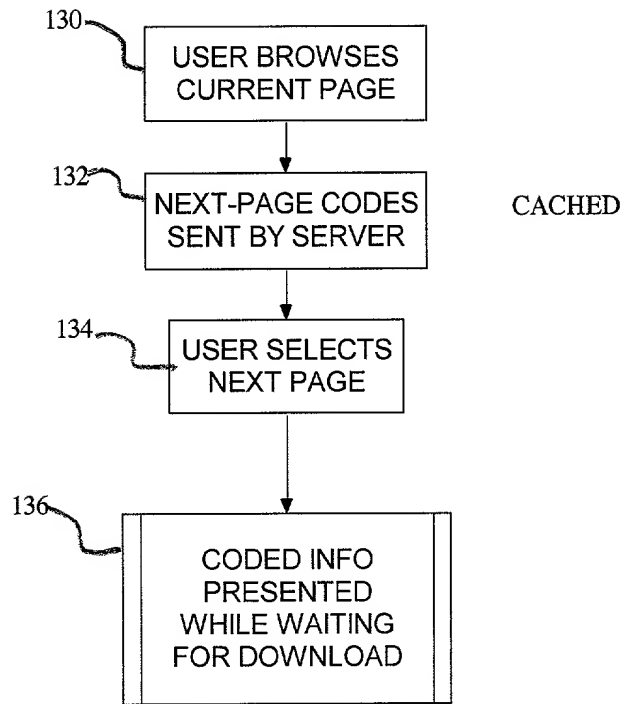 130
USER BROWSES
CURRENT PAGE
132
NEXT-PAGE CODES
SENT BY SERVER
CACHED
134
USER SELECTS
NEXT PAGE
136
CODED INFO
PRESENTED
WHILE WAITING
FOR DOWNLOAD